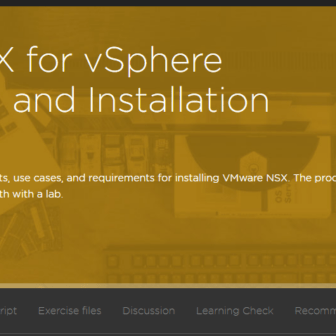 X for vSphere
and Installation
ts, use cases, and requirements for installing VMware NSX. The prod
th with a lab.
ript Exercise files Discussion Learning Check Recomm